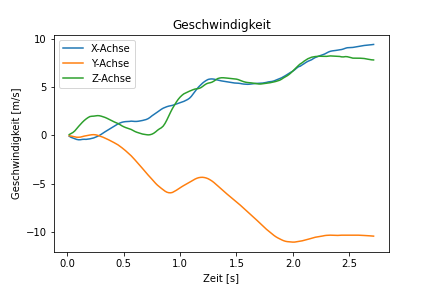 Geschwindigkeit
X-Achse
Y-Achse
Z-Achse
Geschwindigkeit [m/s]
10
5
0
−5
−10
0.0 0.5 1.0 1.5 2.0 2.5
Zeit [s]